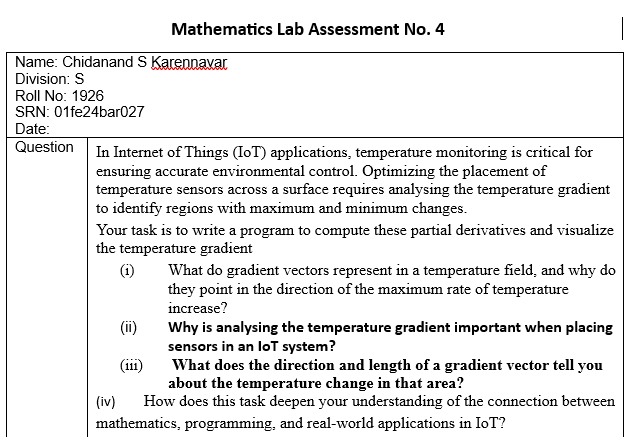 Mathematics Lab Assessment No. 4
Name: Chidanand S Karennavar
Division: S
Roll No: 1926
SRN: 01fe24bar027
Date:
Question
In Internet of Things (IoT) applications, temperature monitoring is critical for
ensuring accurate environmental control. Optimizing the placement of
temperature sensors across a surface requires analysing the temperature gradient
to identify regions with maximum and minimum changes.
Your task is to write a program to compute these partial derivatives and visualize
the temperature gradient
(i) What do gradient vectors represent in a temperature field, and why do
they point in the direction of the maximum rate of temperature
increase?
(ii) Why is analysing the temperature gradient important when placing
sensors in an IoT system?
(iii) What does the direction and length of a gradient vector tell you
about the temperature change in that area?
(iv) How does this task deepen your understanding of the connection between
mathematics, programming, and real-world applications in IoT?